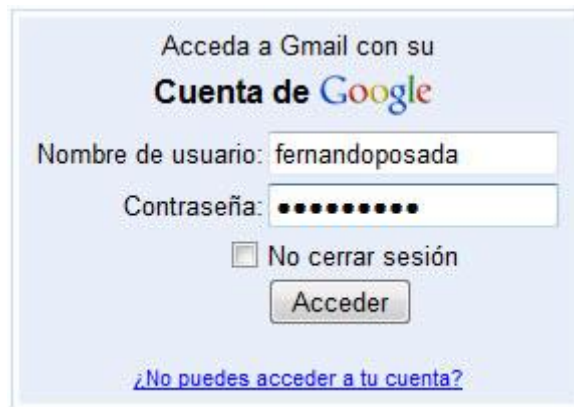 Acceda a Gmail con su
Cuenta de Google
Nombre de usuario: fernandoposada
Contraseña: •••••••••
No cerrar sesión
Acceder
¿No puedes acceder a tu cuenta?